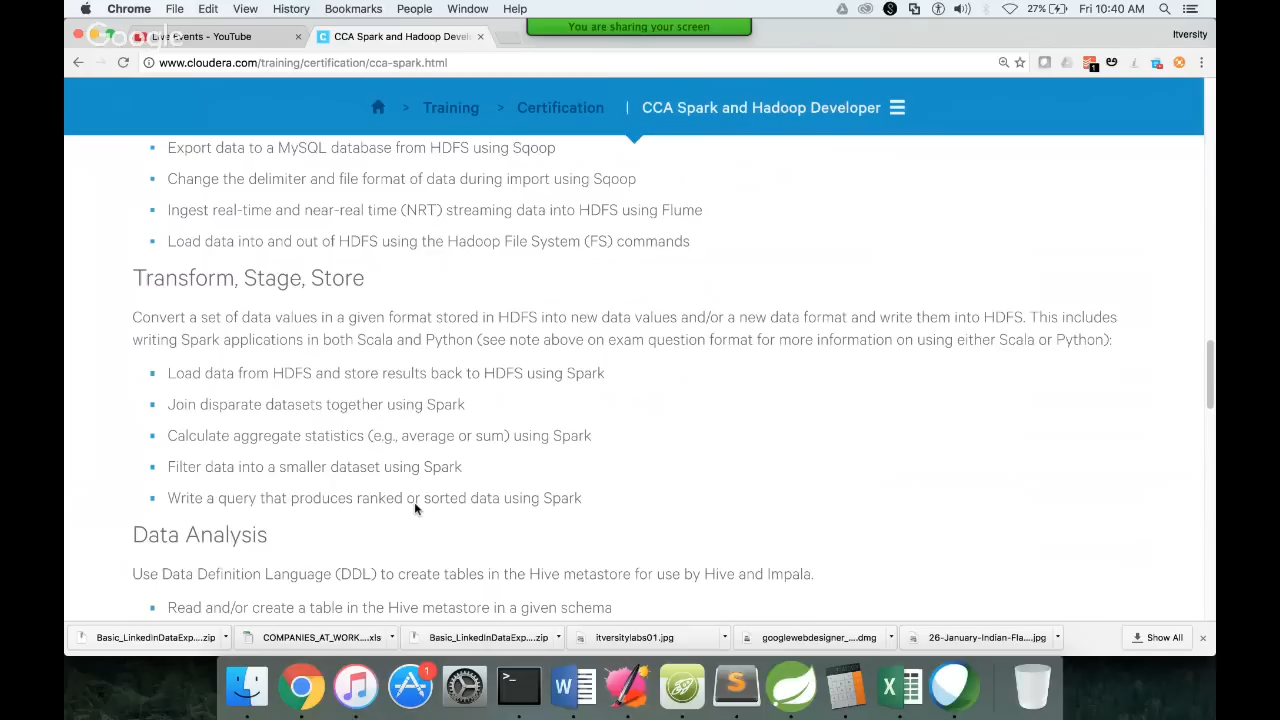 Chrome File Edit View History Bookmarks People Window Help 27% Fri 10:40 AM
You are sharing your screen
Google
Live Events - YouTube
CCA Spark and Hadoop Devel
Itversity
www.cloudera.com/training/certification/cca-spark.html
1
> Training > Certification | CCA Spark and Hadoop Developer
Export data to a MySQL database from HDFS using Sqoop
Change the delimiter and file format of data during import using Sqoop
Ingest real-time and near-real time (NRT) streaming data into HDFS using Flume
Load data into and out of HDFS using the Hadoop File System (FS) commands
Transform, Stage, Store
Convert a set of data values in a given format stored in HDFS into new data values and/or a new data format and write them into HDFS. This includes
writing Spark applications in both Scala and Python (see note above on exam question format for more information on using either Scala or Python):
Load data from HDFS and store results back to HDFS using Spark
Join disparate datasets together using Spark
Calculate aggregate statistics (e.g., average or sum) using Spark
Filter data into a smaller dataset using Spark
Write a query that produces ranked or sorted data using Spark
Data Analysis
Use Data Definition Language (DDL) to create tables in the Hive metastore for use by Hive and Impala.
Read and/or create a table in the Hive metastore in a given schema
Basic_LinkedInDataExp....zip
COMPANIES_AT_WORK....xls
Basic_LinkedInDataExp....zip
itversitylabs01.jpg
googlewebdesigner_....dmg
26-January-Indian-Fla....jpg
Show All
1